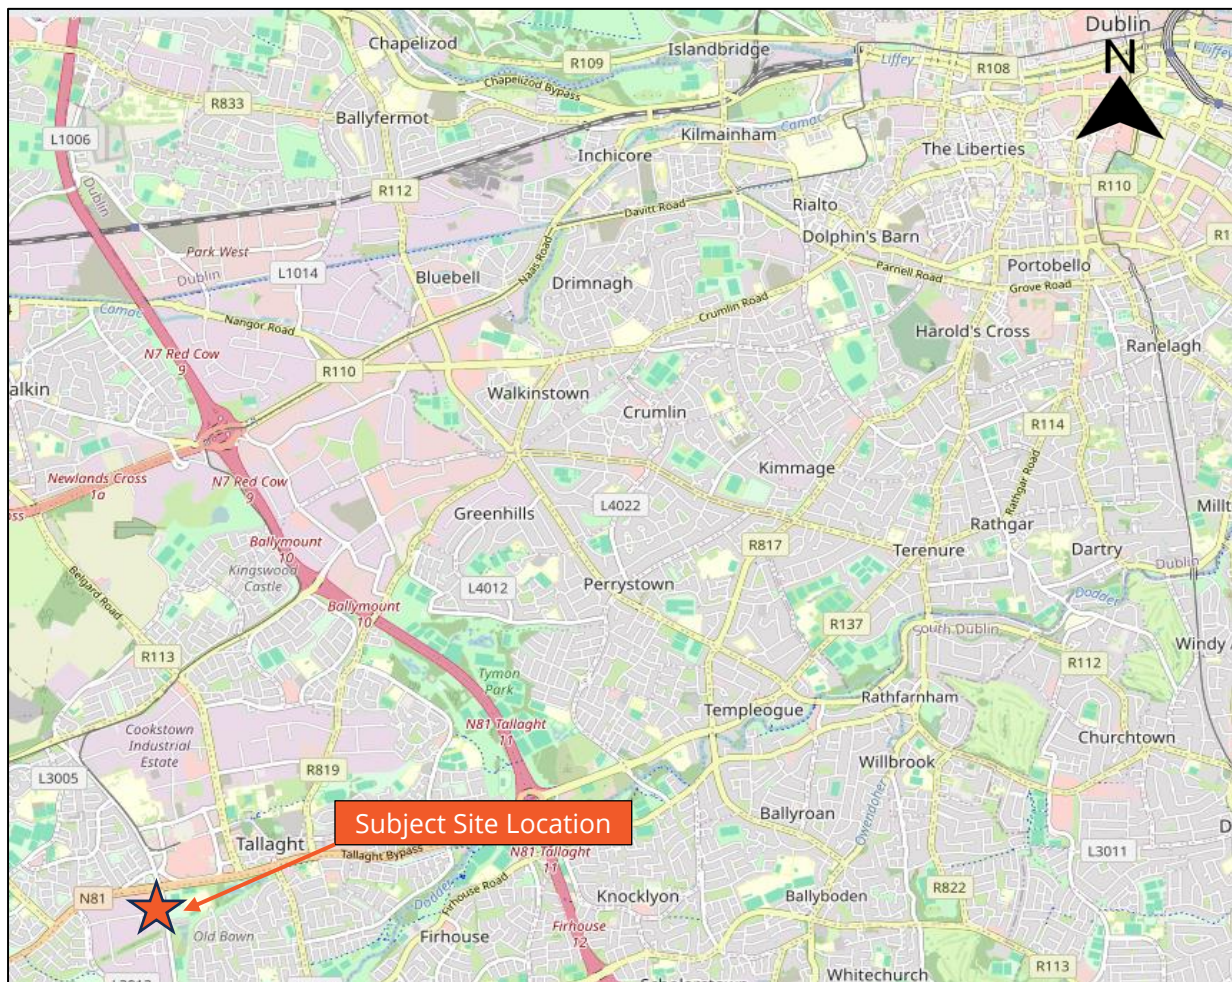 Dublin
N
Chapelizod
Islandbridge
Liffey
Liffey
R109
R108
R833
Chapelizod Bypass
Ballyfermot
L1006
Kilmainham
Camac
Inchicore
The Liberties
R112
R110
Dublin
Davitt Road
Rialto
Dolphin's Barn
Park West
Dublin
L1014
Bluebell
Naas Road
Drimnagh
Parnell Road
Portobello
Grove Road
Camac
Nangor Road
Crumlin Road
Harold's Cross
Ranelagh
N7 Red Cow
9
R110
Walkinstown
Crumlin
alkin
R114
Kimmage
Rathgar Road
Newlands Cross
1a
N7 Red Cow
9
Greenhills
L4022
Rathgar
Millt
Ballymount
10
R817
Terenure
Dartry
Dublin
Kingswood
Castle
Belgard Road
L4012
Perrystown
Dodder
Ballymount
10
R137
South Dublin
Windy
R113
Tymon
Park
R112
Rathfarnham
Templeogue
N81 Tallaght
11
Cookstown
Industrial
Estate
Churchtown
Willbrook
L3005
R819
Subject Site Location
Ballyroan
Owendoher
Tallaght
Tallaght Bypass
N81 Tallaght
11
L3011
Dodder
Firhouse Road
N81
Knocklyon
Ballyboden
R822
Old Bawn
Firhouse
Firhouse
12
Whitechurch
R113